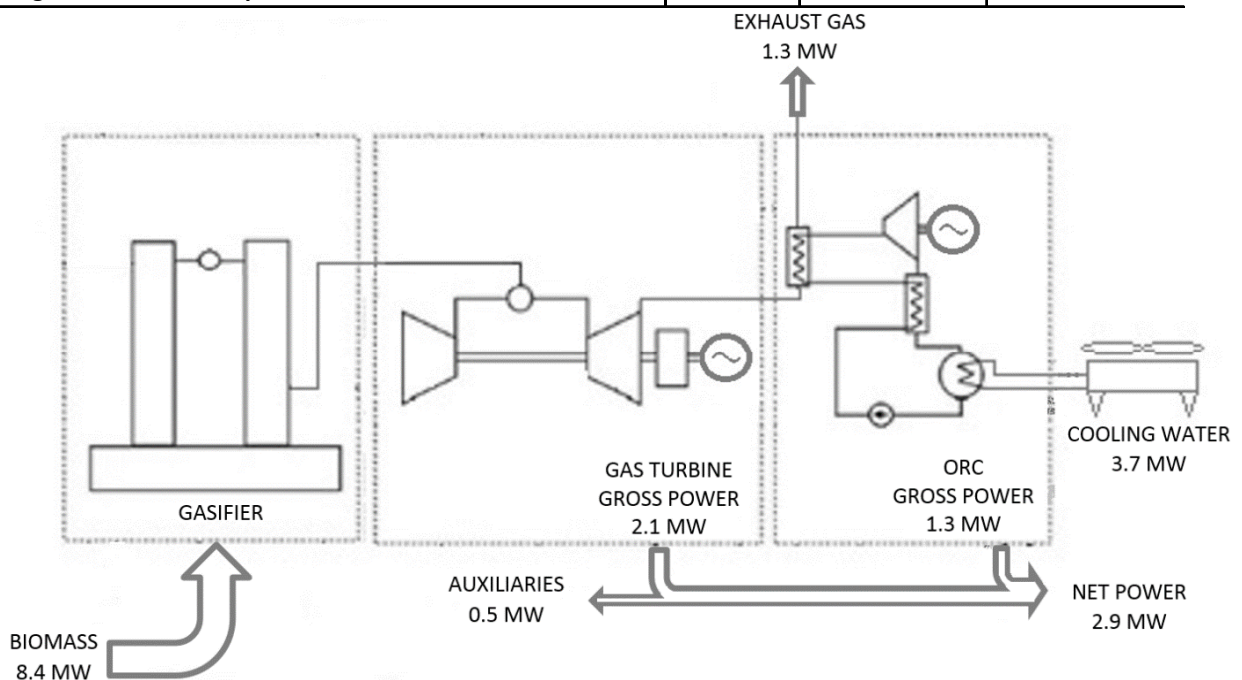 EXHAUST GAS
1.3 MW
GAS TURBINE
GROSS POWER
2.1 MW
ORC
GROSS POWER
1.3 MW
COOLING WATER
3.7 MW
GASIFIER
AUXILIARIES
0.5 MW
NET POWER
2.9 MW
BIOMASS
8.4 MW